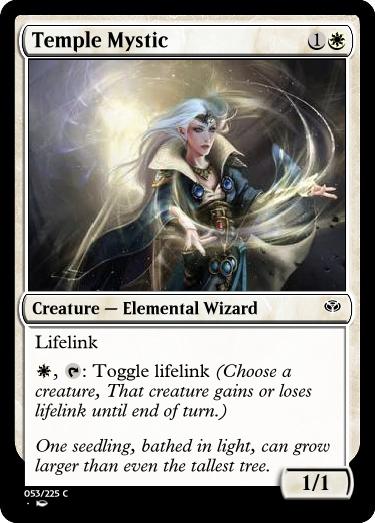 Temple Mystic 1
Creature — Elemental Wizard
Lifelink
, : Toggle lifelink (Choose a
creature, That creature gains or loses
lifelink until end of turn.)
One seedling, bathed in light, can grow
larger than even the tallest tree.
053/225 C
1/1